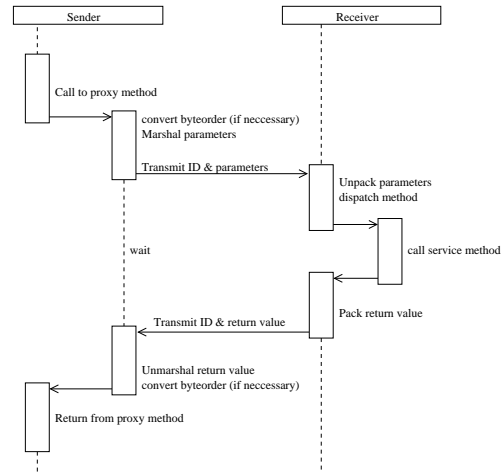 Sender
Receiver
Call to proxy method
convert byteorder (if neccessary)
Marshal parameters
Transmit ID & parameters
Unpack parameters
dispatch method
wait
call service method
Pack return value
Transmit ID & return value
Unmarshal return value
convert byteorder (if neccessary)
Return from proxy method